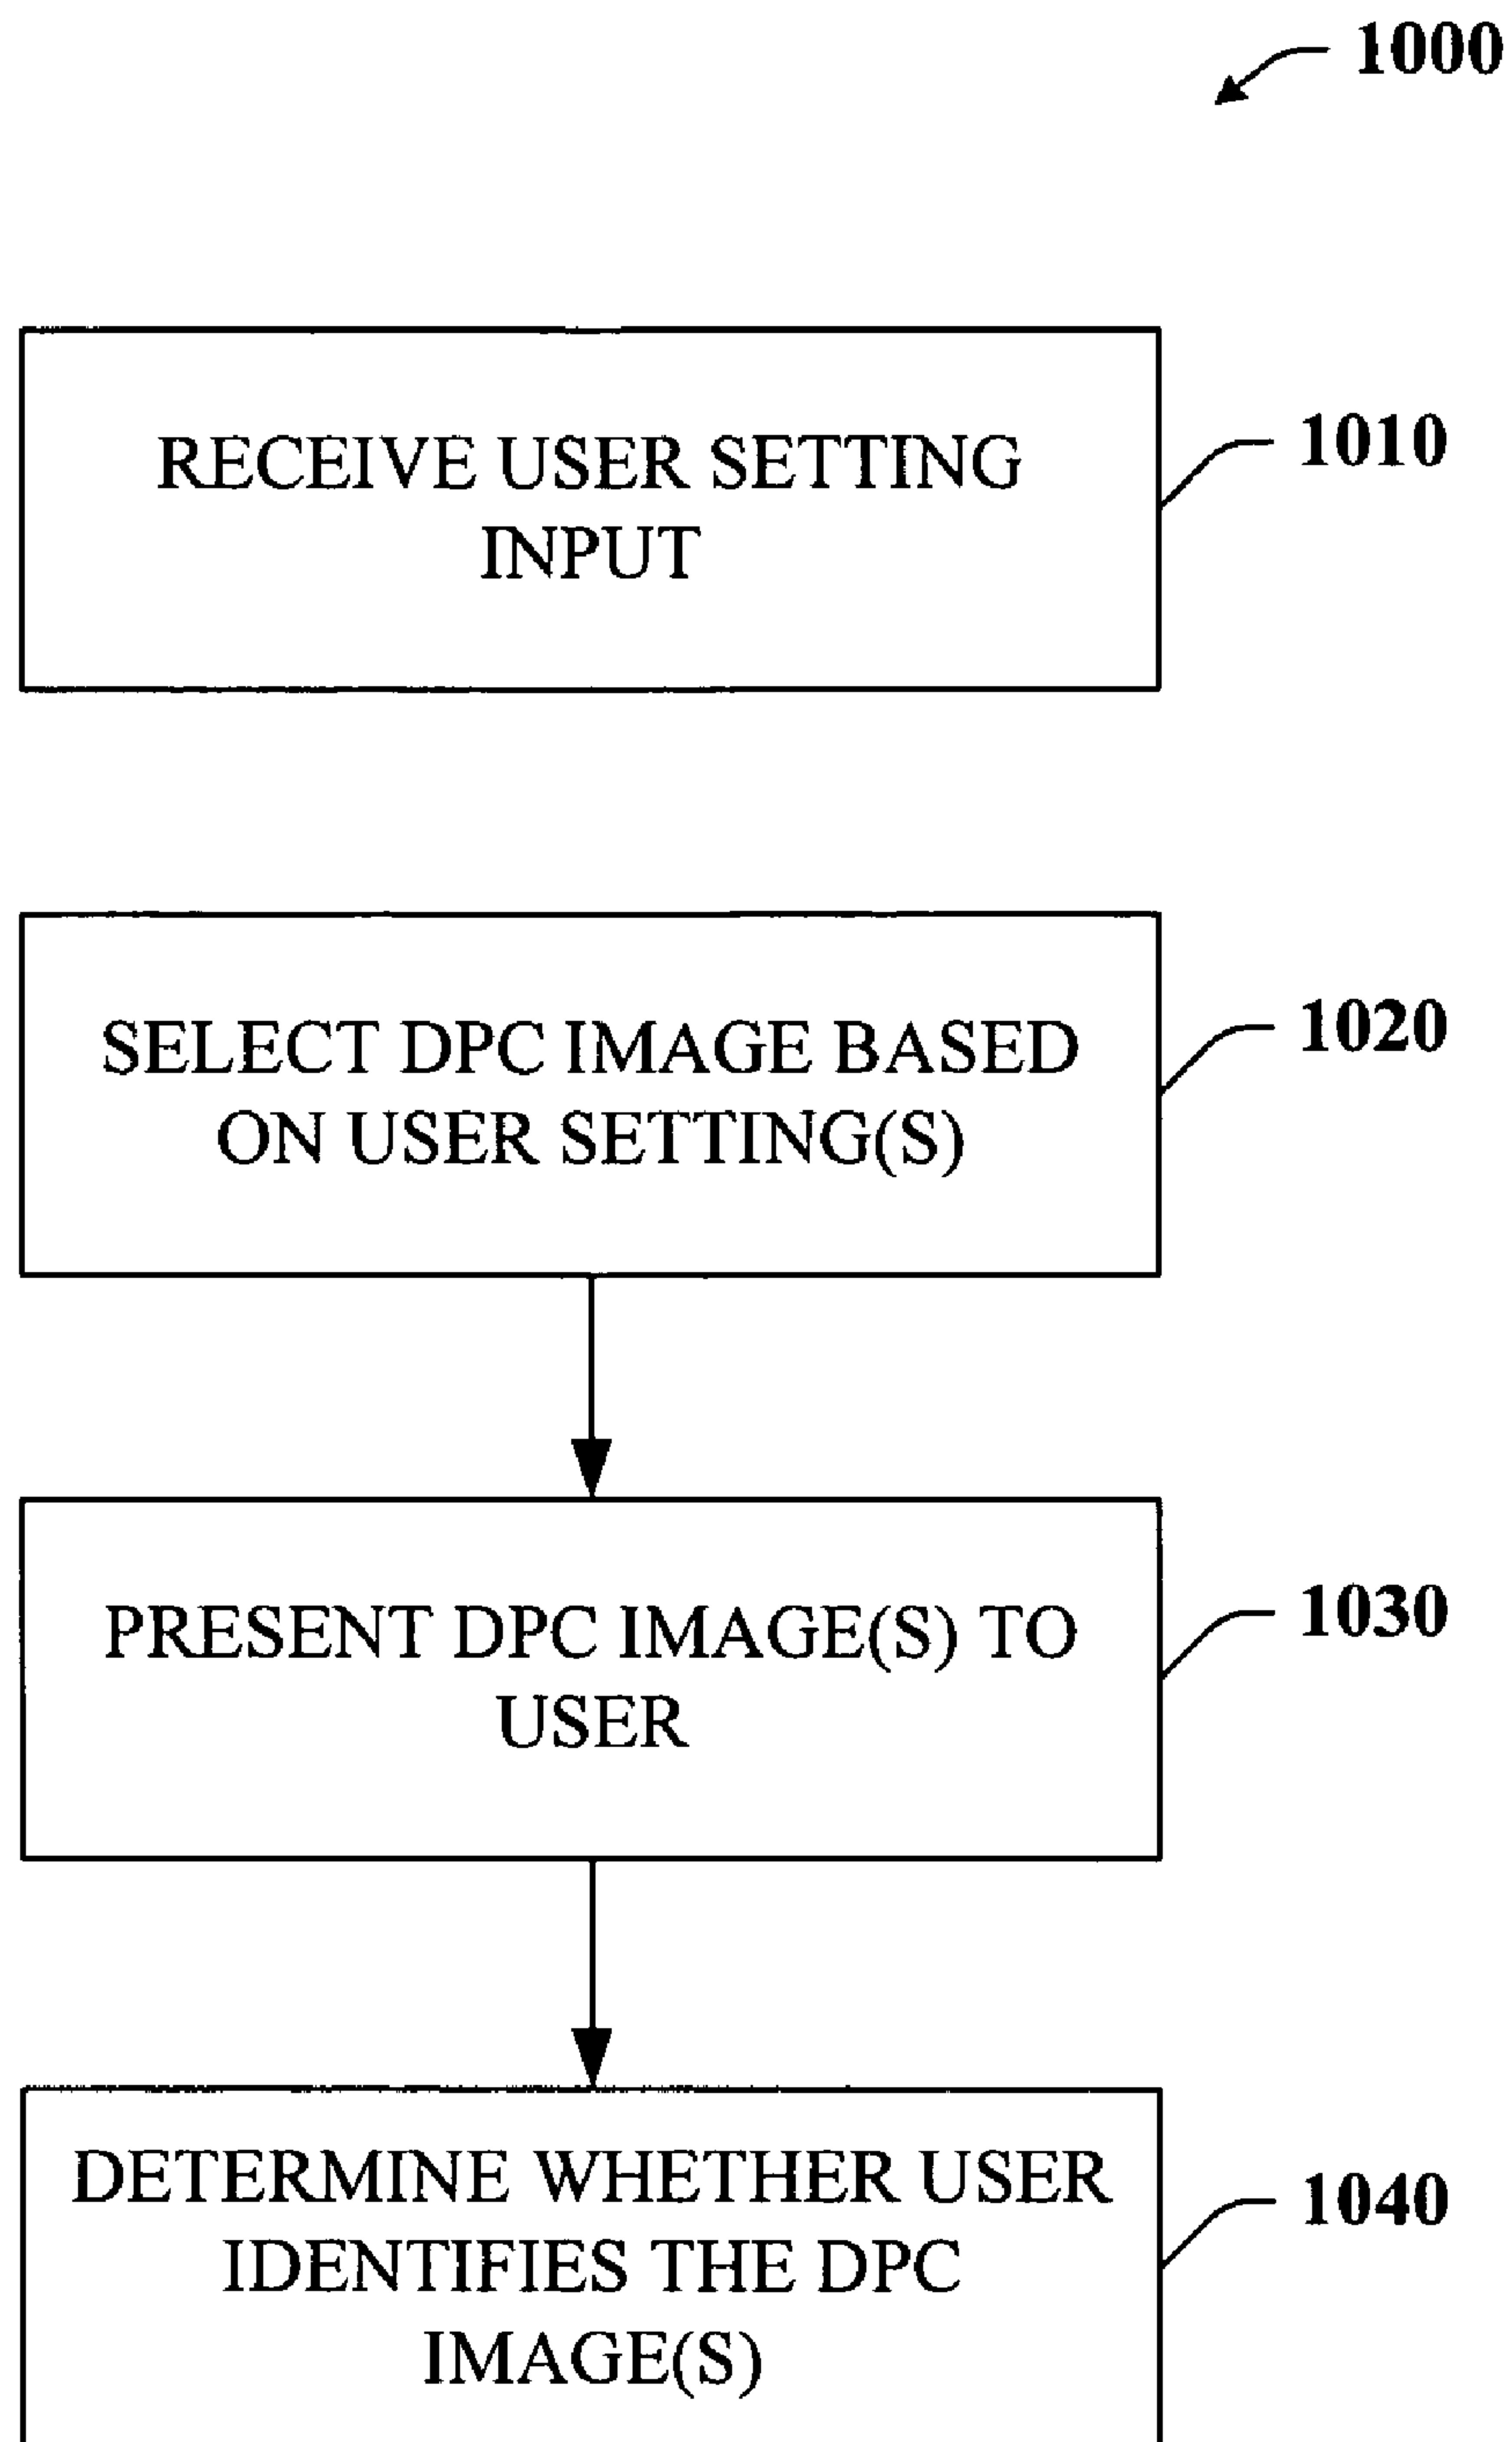 1000
RECEIVE USER SETTING
INPUT
1010
SELECT DPC IMAGE BASED
ON USER SETTING(S)
1020
PRESENT DPC IMAGE(S) TO
USER
1030
DETERMINE WHETHER USER
IDENTIFIES THE DPC
IMAGE(S)
1040